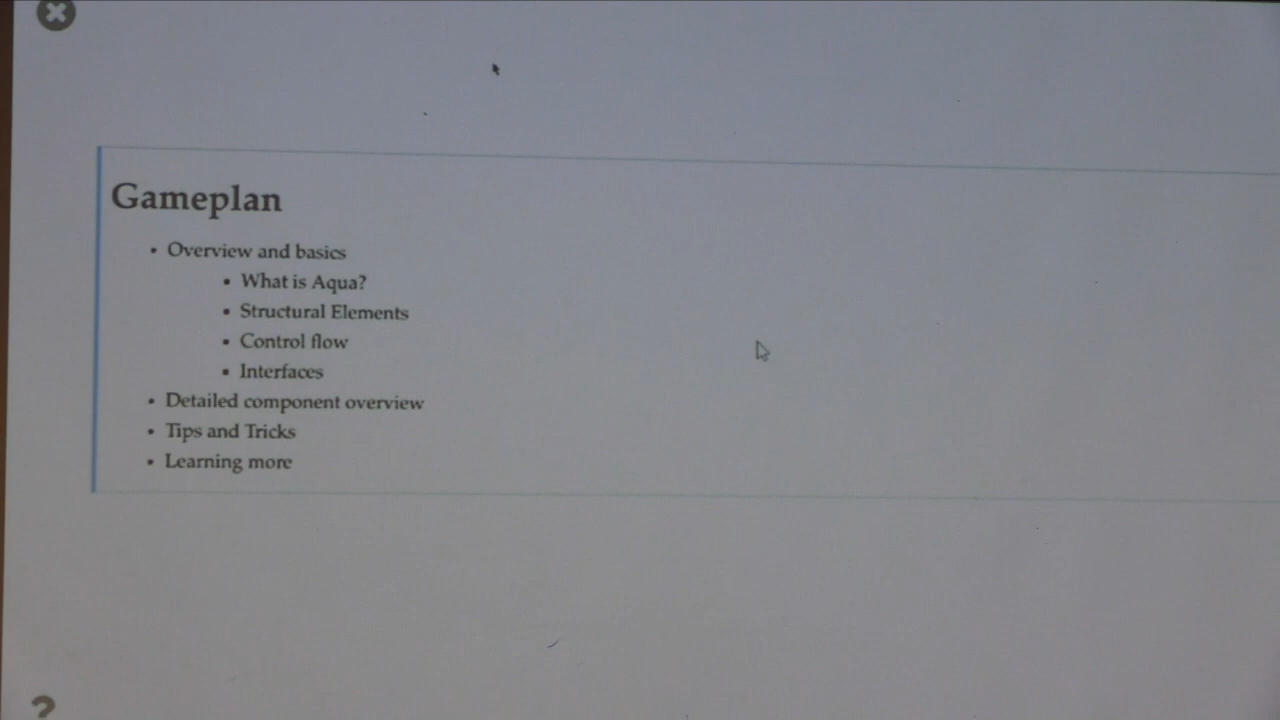 Gameplan
• Overview and basics
▪ What is Aqua?
▪ Structural Elements
▪ Control flow
▪ Interfaces
• Detailed component overview
• Tips and Tricks
• Learning more
?